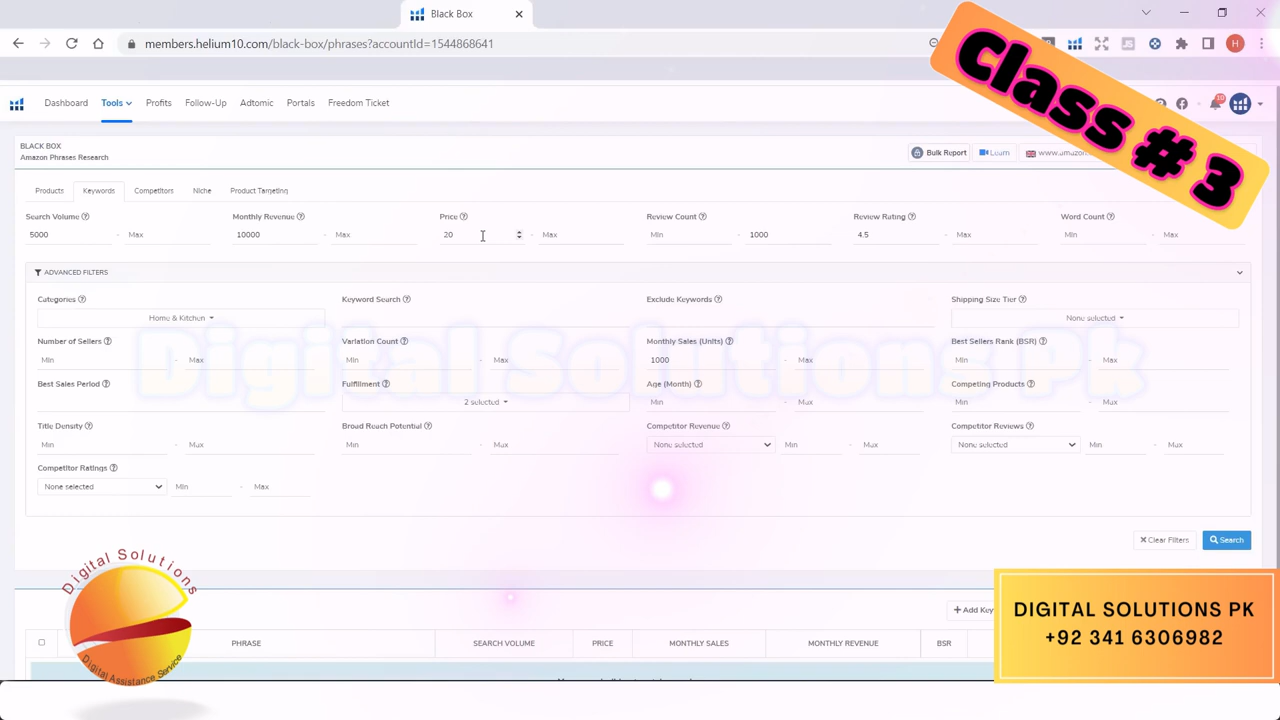 Black Box
members.helium10.com/black-box/phrases?accountId=1544868641
Class # 3
Dashboard Tools Profits Follow-Up Adtomic Portals Freedom Ticket
BLACK BOX
Amazon Phrases Research
Bulk Report Learn www.amazon
Products Keywords Competitors Niche Product Targeting
Search Volume Monthly Revenue Price Review Count Review Rating Word Count
5000 - Max 10000 - Max 20 - Max Min - 1000 4.5 - Max Min - Max
ADVANCED FILTERS
Categories Keyword Search Exclude Keywords Shipping Size Tier
Home & Kitchen None selected
Number of Sellers Variation Count Monthly Sales (Units) Best Sellers Rank (BSR)
Min - Max Min - Max 1000 - Max Min - Max
Best Sales Period Fulfillment Age (Month) Competing Products
2 selected Min - Max Min - Max
Title Density Broad Reach Potential Competitor Revenue Competitor Reviews
Min - Max Min - Max None selected Min - Max None selected Min - Max
Competitor Ratings
None selected Min - Max
Digital Solutions Pk
Clear Filters Search
Digital Solutions
Digital Assistance Service
DIGITAL SOLUTIONS PK
+92 341 6306982
+ Add Key
PHRASE SEARCH VOLUME PRICE MONTHLY SALES MONTHLY REVENUE BSR